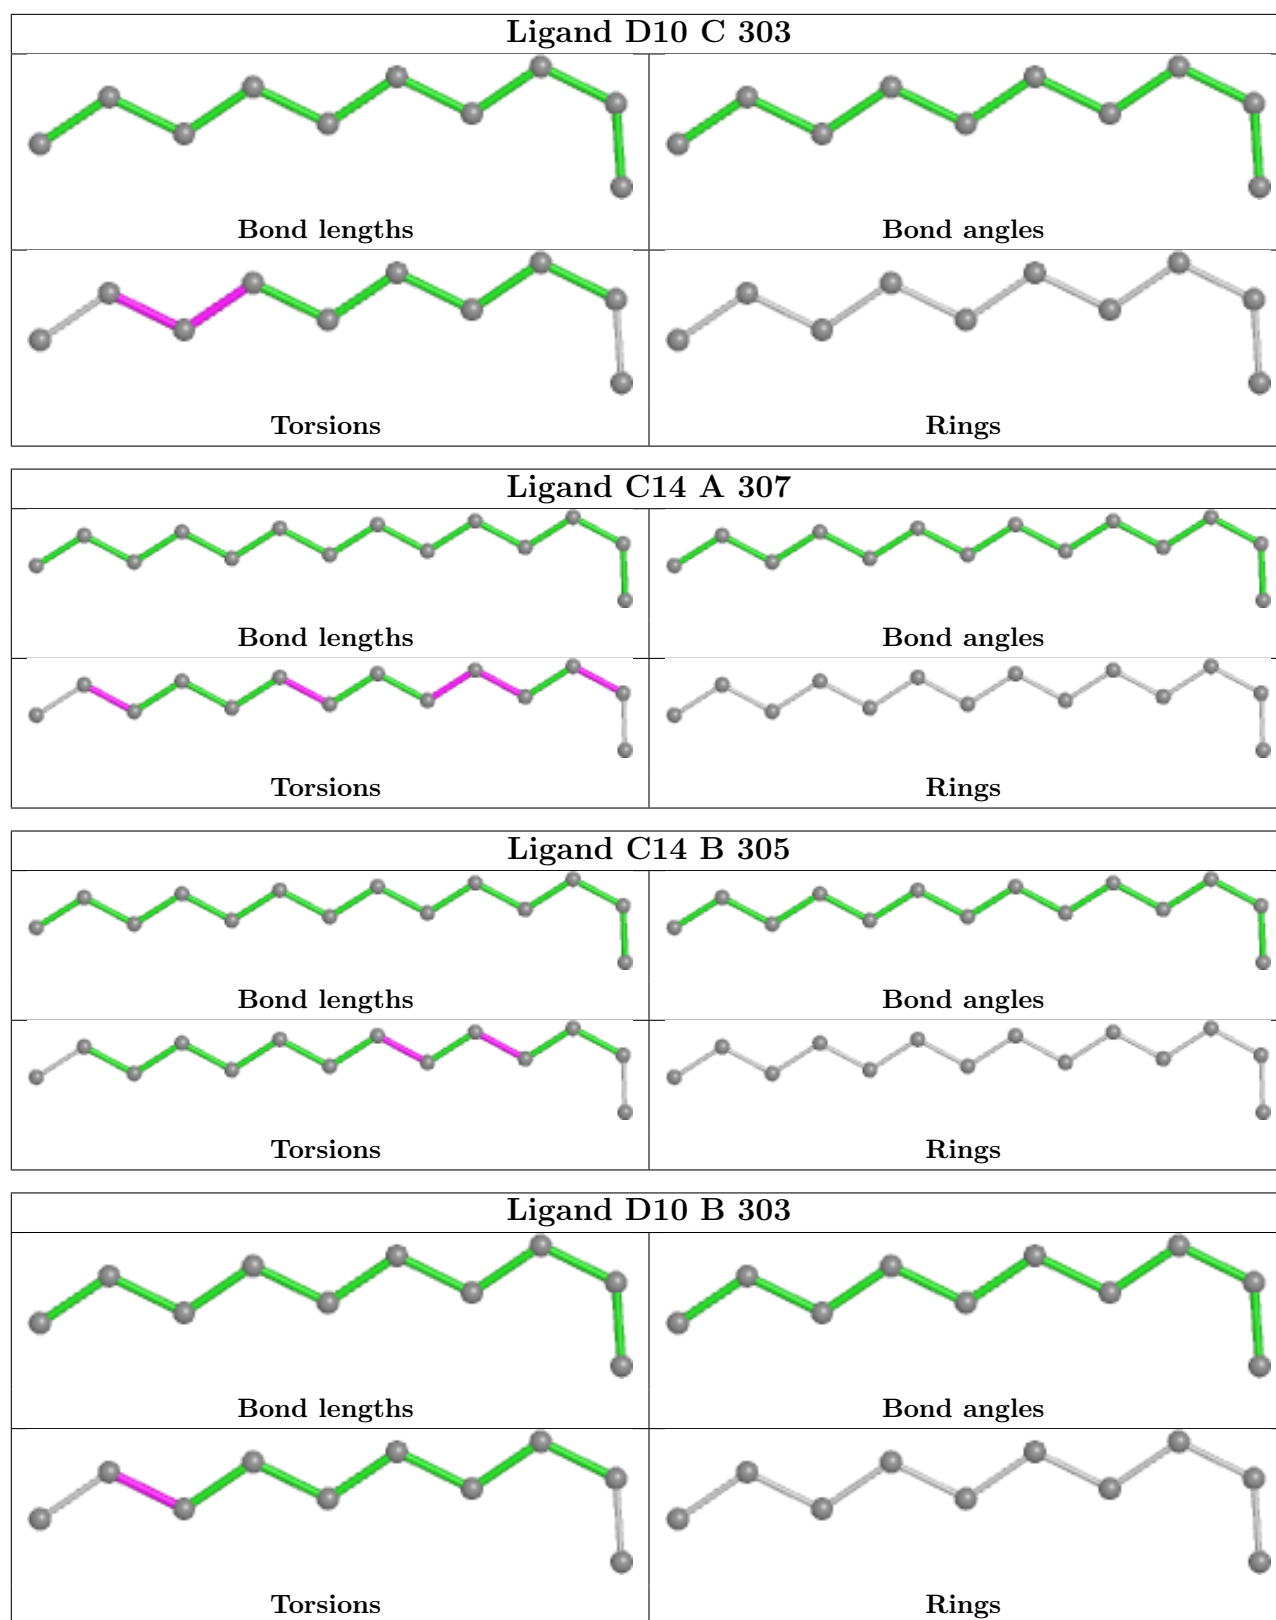 Ligand D10 C 303
Bond lengths
Bond angles
Torsions
Rings
Ligand C14 A 307
Bond lengths
Bond angles
Torsions
Rings
Ligand C14 B 305
Bond lengths
Bond angles
Torsions
Rings
Ligand D10 B 303
Bond lengths
Bond angles
Torsions
Rings